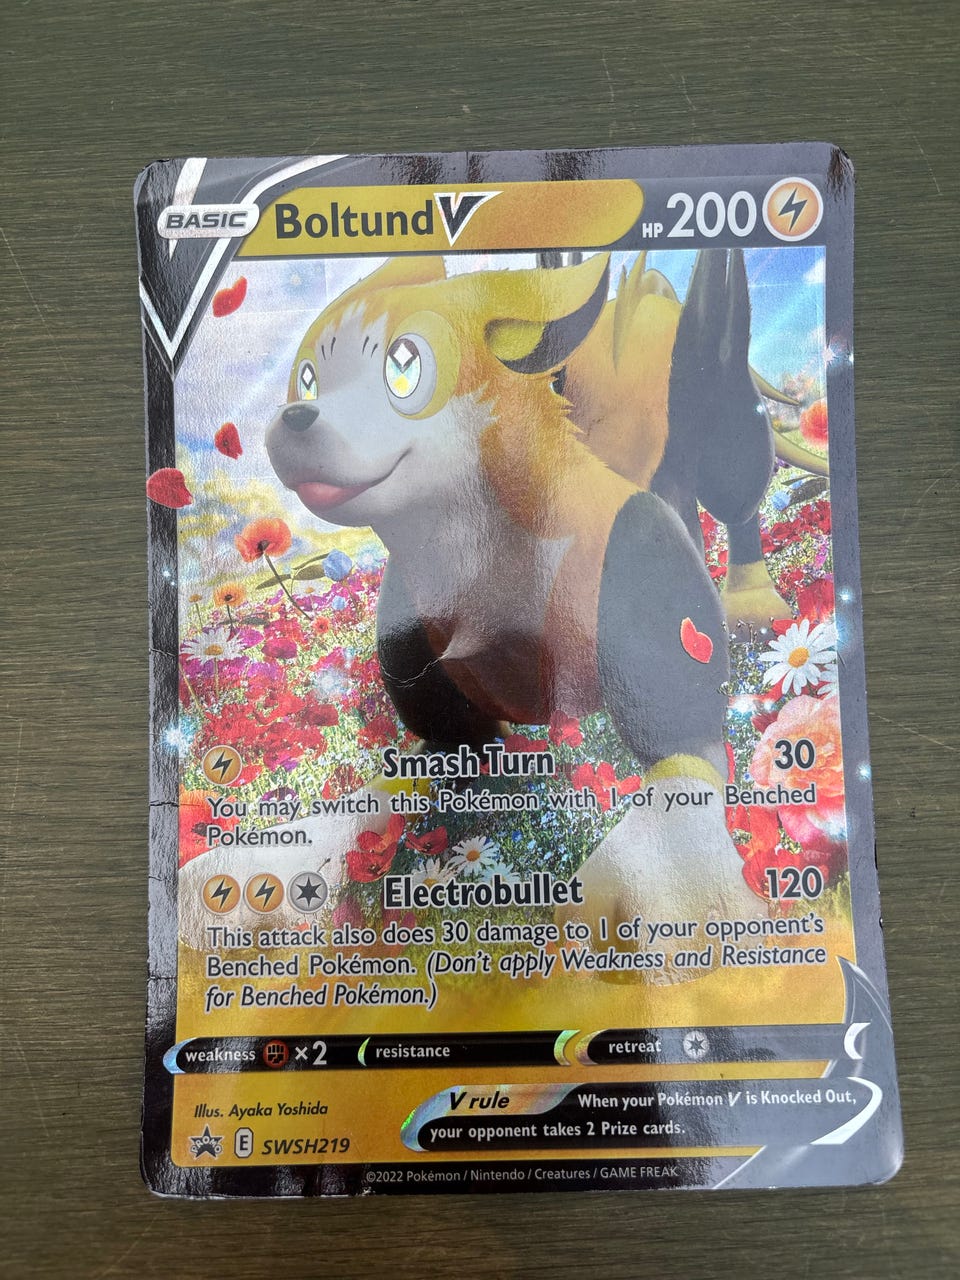 BASIC Boltund V HP 200
Smash Turn 30
You may switch this Pokémon with 1 of your Benched
Pokémon.
Electrobullet 120
This attack also does 30 damage to 1 of your opponent's
Benched Pokémon. (Don't apply Weakness and Resistance
for Benched Pokémon.)
weakness ×2 resistance retreat
Illus. Ayaka Yoshida
V rule When your Pokémon V is Knocked Out,
your opponent takes 2 Prize cards.
PROMO E SWSH219
©2022 Pokémon / Nintendo / Creatures / GAME FREAK